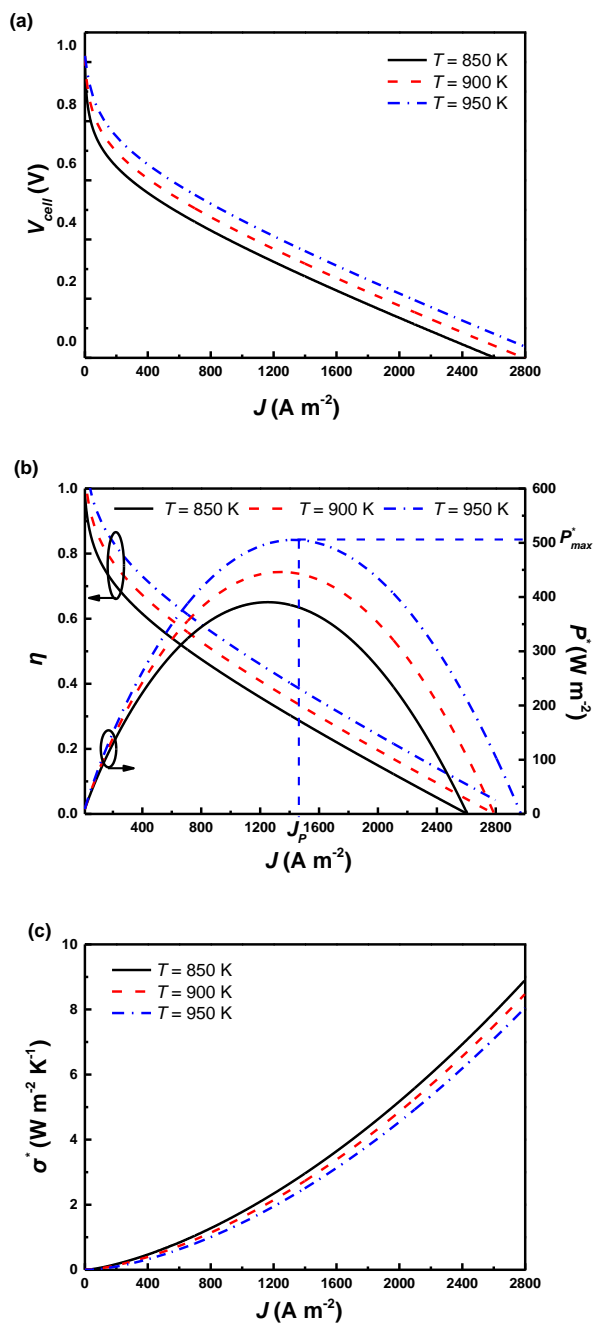 (a)
1.0
0.8
0.6
0.4
0.2
0.0
V_cell (V)
T = 850 K
T = 900 K
T = 950 K
400 800 1200 1600 2000 2400 2800
J (A m⁻²)
(b)
1.0
0.8
0.6
0.4
0.2
0.0
η
T = 850 K T = 900 K T = 950 K
600
500
400
300
200
100
0
P*max
P* (W m⁻²)
400 800 1200 1600 2000 2400 2800
J_P
J (A m⁻²)
(c)
10
8
6
4
2
0
σ* (W m⁻² K⁻¹)
T = 850 K
T = 900 K
T = 950 K
0 400 800 1200 1600 2000 2400 2800
J (A m⁻²)